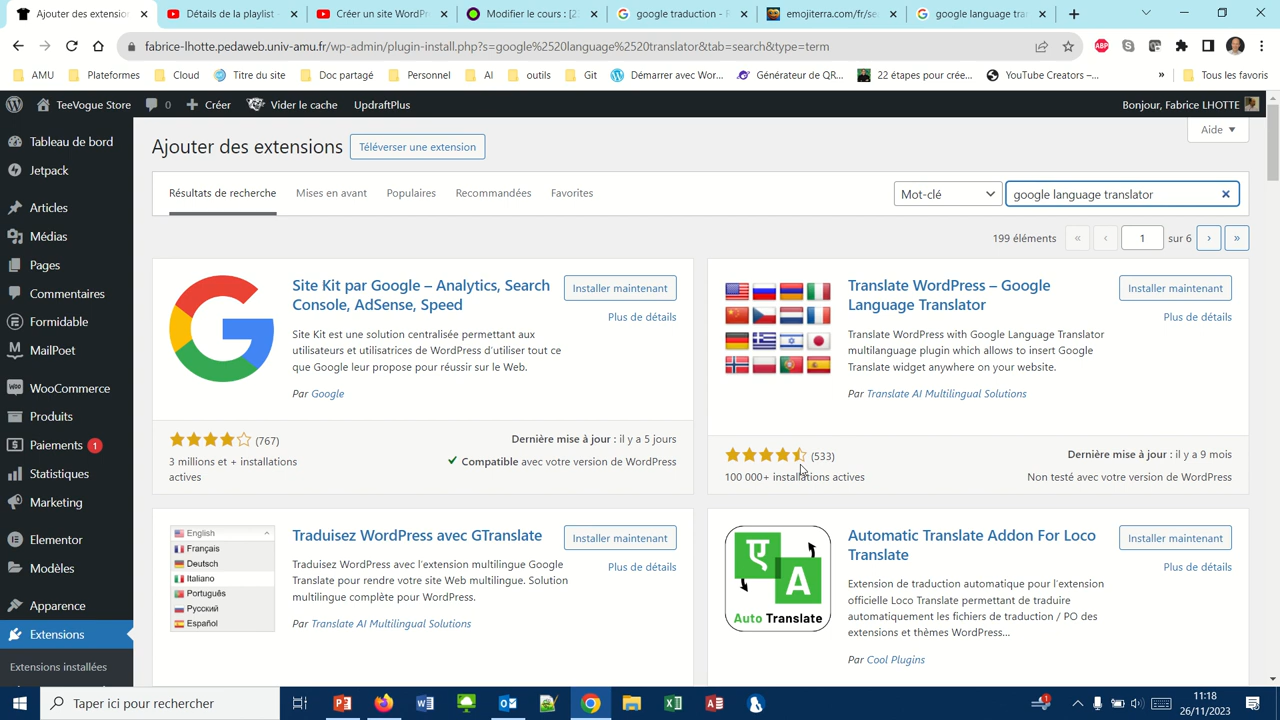 Ajouter des extensions
Détails de la playlist
Créer un site WordPr
Modifier le cours : [2
google traduction - R
emojiterra.com/fr/se
google language tra
fabrice-lhotte.pedaweb.univ-amu.fr/wp-admin/plugin-install.php?s=google%2520language%2520translator&tab=search&type=term
AMU
Plateformes
Cloud
Titre du site
Doc partagé
Personnel
AI
outils
Git
Démarrer avec Wor...
Générateur de QR...
22 étapes pour crée...
YouTube Creators –...
»
Tous les favoris
TeeVogue Store
0
Créer
Vider le cache
UpdraftPlus
Bonjour, Fabrice LHOTTE
Tableau de bord
Jetpack
Articles
Médias
Pages
Commentaires
Formidable
MailPoet
WooCommerce
Produits
Paiements 1
Statistiques
Marketing
Elementor
Modèles
Apparence
Extensions
Extensions installées
Aide
Ajouter des extensions
Téléverser une extension
Résultats de recherche
Mises en avant
Populaires
Recommandées
Favorites
Mot-clé
google language translator
199 éléments
«
‹
1
sur 6
›
»
Site Kit par Google – Analytics, Search
Console, AdSense, Speed
Installer maintenant
Plus de détails
Site Kit est une solution centralisée permettant aux
utilisateurs et utilisatrices de WordPress d'utiliser tout ce
que Google leur propose pour réussir sur le Web.
Par Google
(767)
3 millions et + installations
actives
Dernière mise à jour : il y a 5 jours
Compatible avec votre version de WordPress
Translate WordPress – Google
Language Translator
Installer maintenant
Plus de détails
Translate WordPress with Google Language Translator
multilanguage plugin which allows to insert Google
Translate widget anywhere on your website.
Par Translate AI Multilingual Solutions
(533)
100 000+ installations actives
Dernière mise à jour : il y a 9 mois
Non testé avec votre version de WordPress
English
Français
Deutsch
Italiano
Português
Русский
Español
Traduisez WordPress avec GTranslate
Installer maintenant
Plus de détails
Traduisez WordPress avec l'extension multilingue Google
Translate pour rendre votre site Web multilingue. Solution
multilingue complète pour WordPress.
Par Translate AI Multilingual Solutions
ए
A
Auto Translate
Automatic Translate Addon For Loco
Translate
Installer maintenant
Plus de détails
Extension de traduction automatique pour l'extension
officielle Loco Translate permettant de traduire
automatiquement les fichiers de traduction / PO des
extensions et thèmes WordPress...
Par Cool Plugins
Taper ici pour rechercher
11:18
26/11/2023